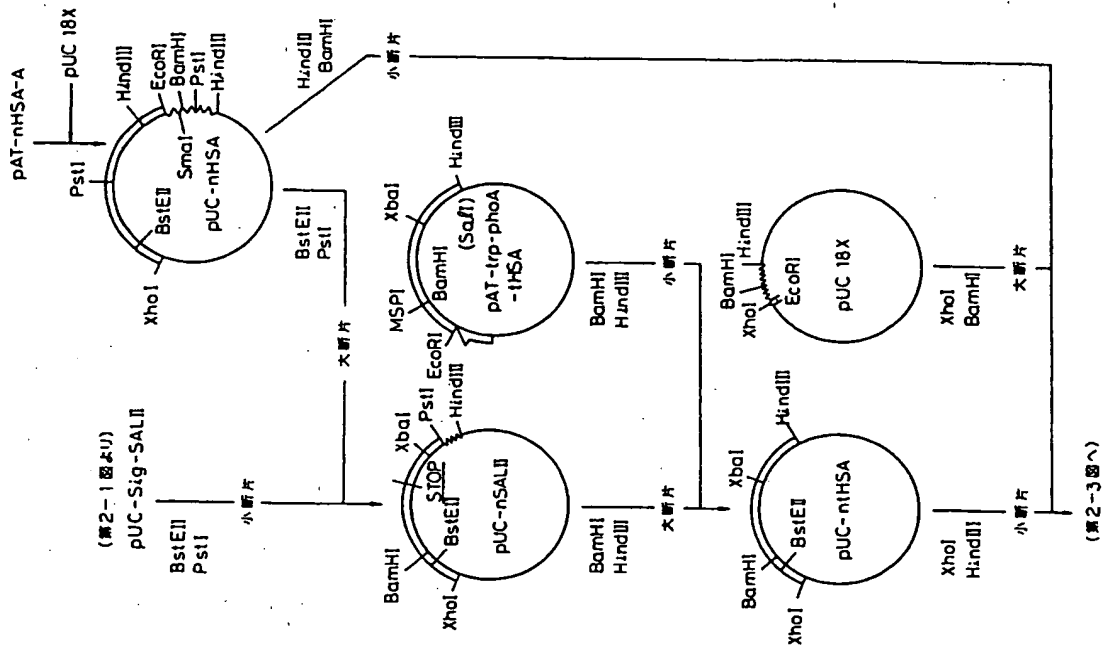 pAT-nHSA-A
pUC 18X
PstI
HindIII
EcoRI
BamHI
PstI
HindIII
SmaI
pUC-nHSA
BstEII
XhoI
HindIII
BamHI
小断片
BstEII
PstI
大断片
(第2-1図より)
pUC-Sig-SALII
BstEII
PstI
小断片
XbaI
HindIII
(SalI)
BamHI
pAT-trp-phoA
-tHSA
MSPI
EcoRI
BamHI
HindIII
小断片
XbaI
PstI
HindIII
STOP
BstEII
BamHI
XhoI
pUC-nSALII
BamHI
HindIII
大断片
BamHI
HindIII
XhoI
EcoRI
pUC 18X
XhoI
BamHI
大断片
HindIII
XbaI
BstEII
BamHI
XhoI
pUC-ntHSA
XhoI
HindIII
小断片
(第2-3図へ)